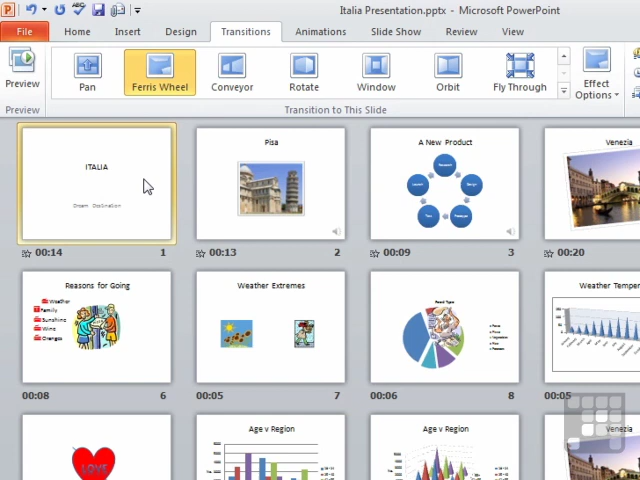 Italia Presentation.pptx - Microsoft PowerPoint
File Home Insert Design Transitions Animations Slide Show Review View
Preview Pan Ferris Wheel Conveyor Rotate Window Orbit Fly Through Effect Options
Preview Transition to This Slide
ITALIA
Dream Destination
Pisa
A New Product
Venezia
00:14 1
00:13 2
00:09 3
00:20
Reasons for Going
Weather
Family
Sunshine
Wine
Oranges
Weather Extremes
Weather Temper
00:08 6
00:05 7
00:06 8
00:05
LOVE
Age v Region
Age v Region
Venezia